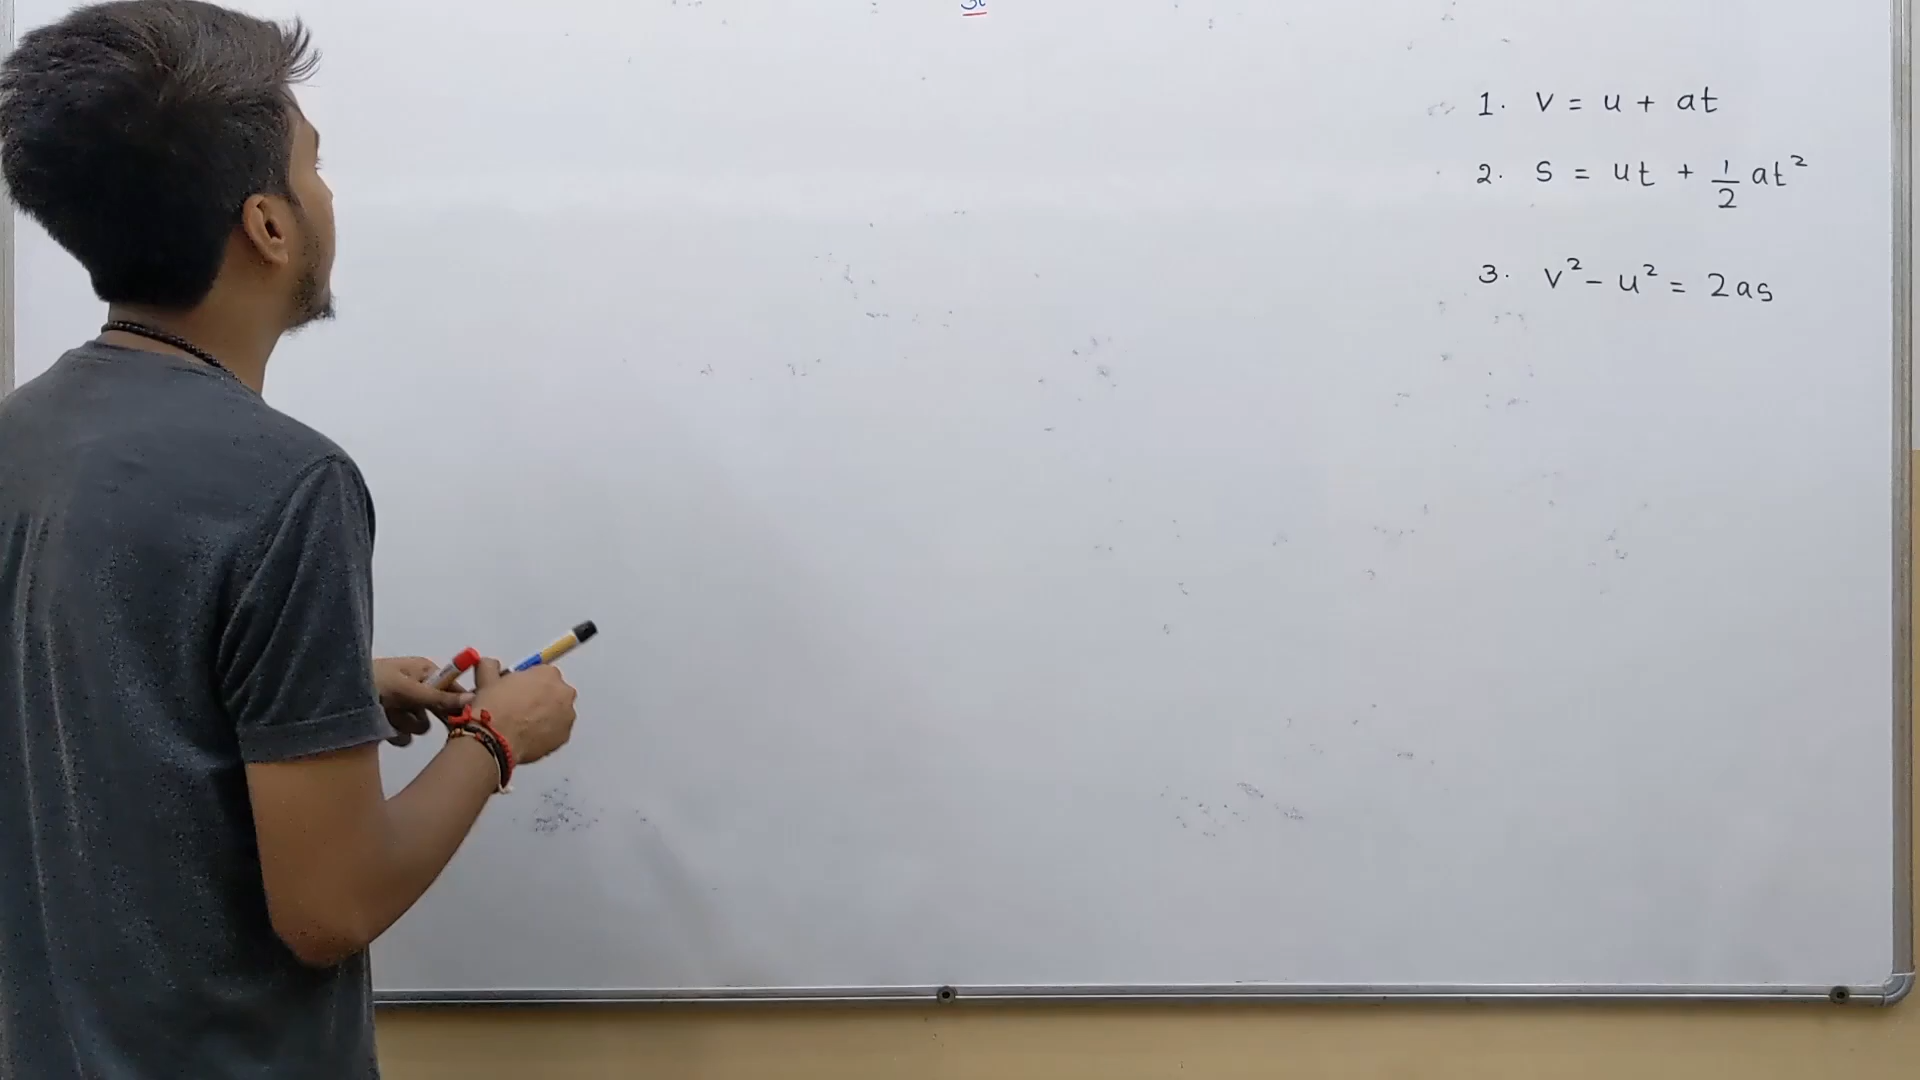 1. v = u + at
2. s = ut + 1/2 at²
3. v² - u² = 2as